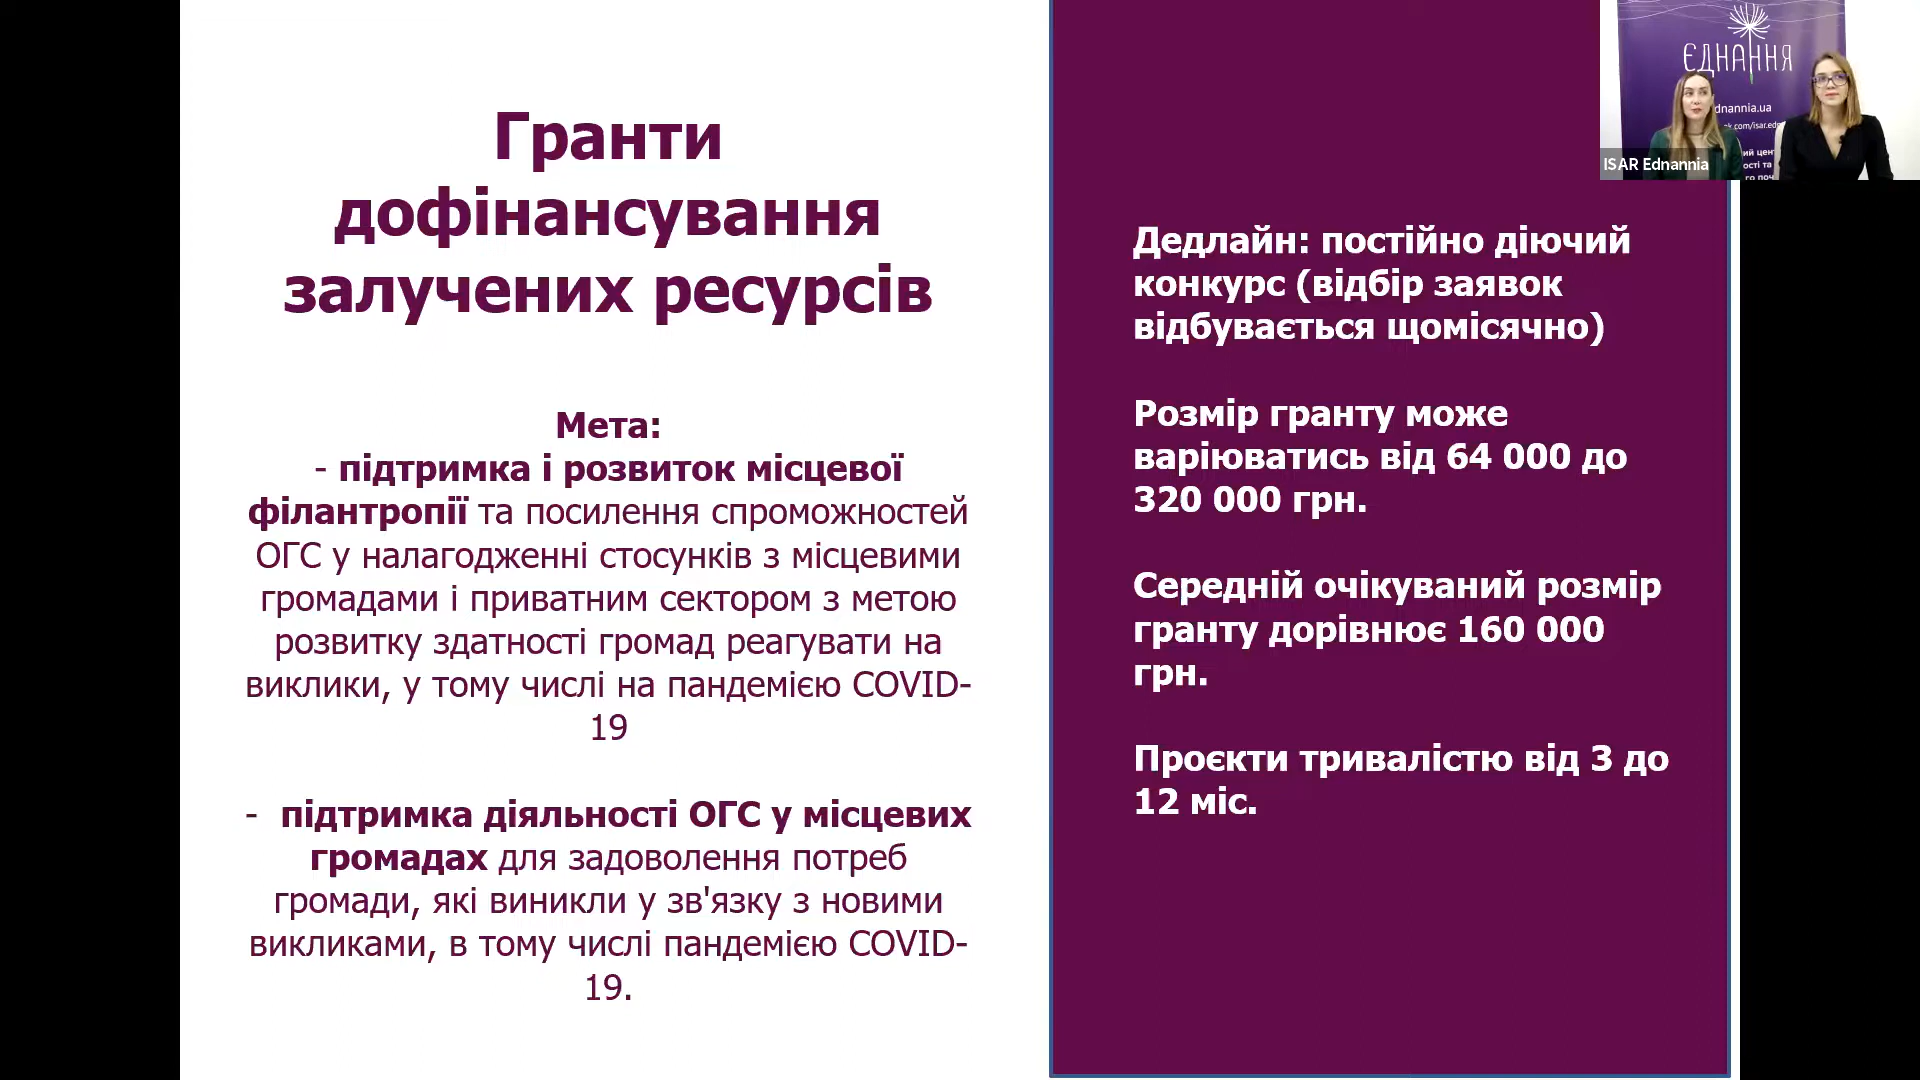 Гранти
дофінансування
залучених ресурсів
Мета:
- підтримка і розвиток місцевої
філантропії та посилення спроможностей
ОГС у налагодженні стосунків з місцевими
громадами і приватним сектором з метою
розвитку здатності громад реагувати на
виклики, у тому числі на пандемією COVID-
19
- підтримка діяльності ОГС у місцевих
громадах для задоволення потреб
громади, які виникли у зв'язку з новими
викликами, в тому числі пандемією COVID-
19.
Дедлайн: постійно діючий
конкурс (відбір заявок
відбувається щомісячно)
Розмір гранту може
варіюватись від 64 000 до
320 000 грн.
Середній очікуваний розмір
гранту дорівнює 160 000
грн.
Проєкти тривалістю від 3 до
12 міс.
ЄДНАННЯ
dnannia.ua
ISAR Ednannia